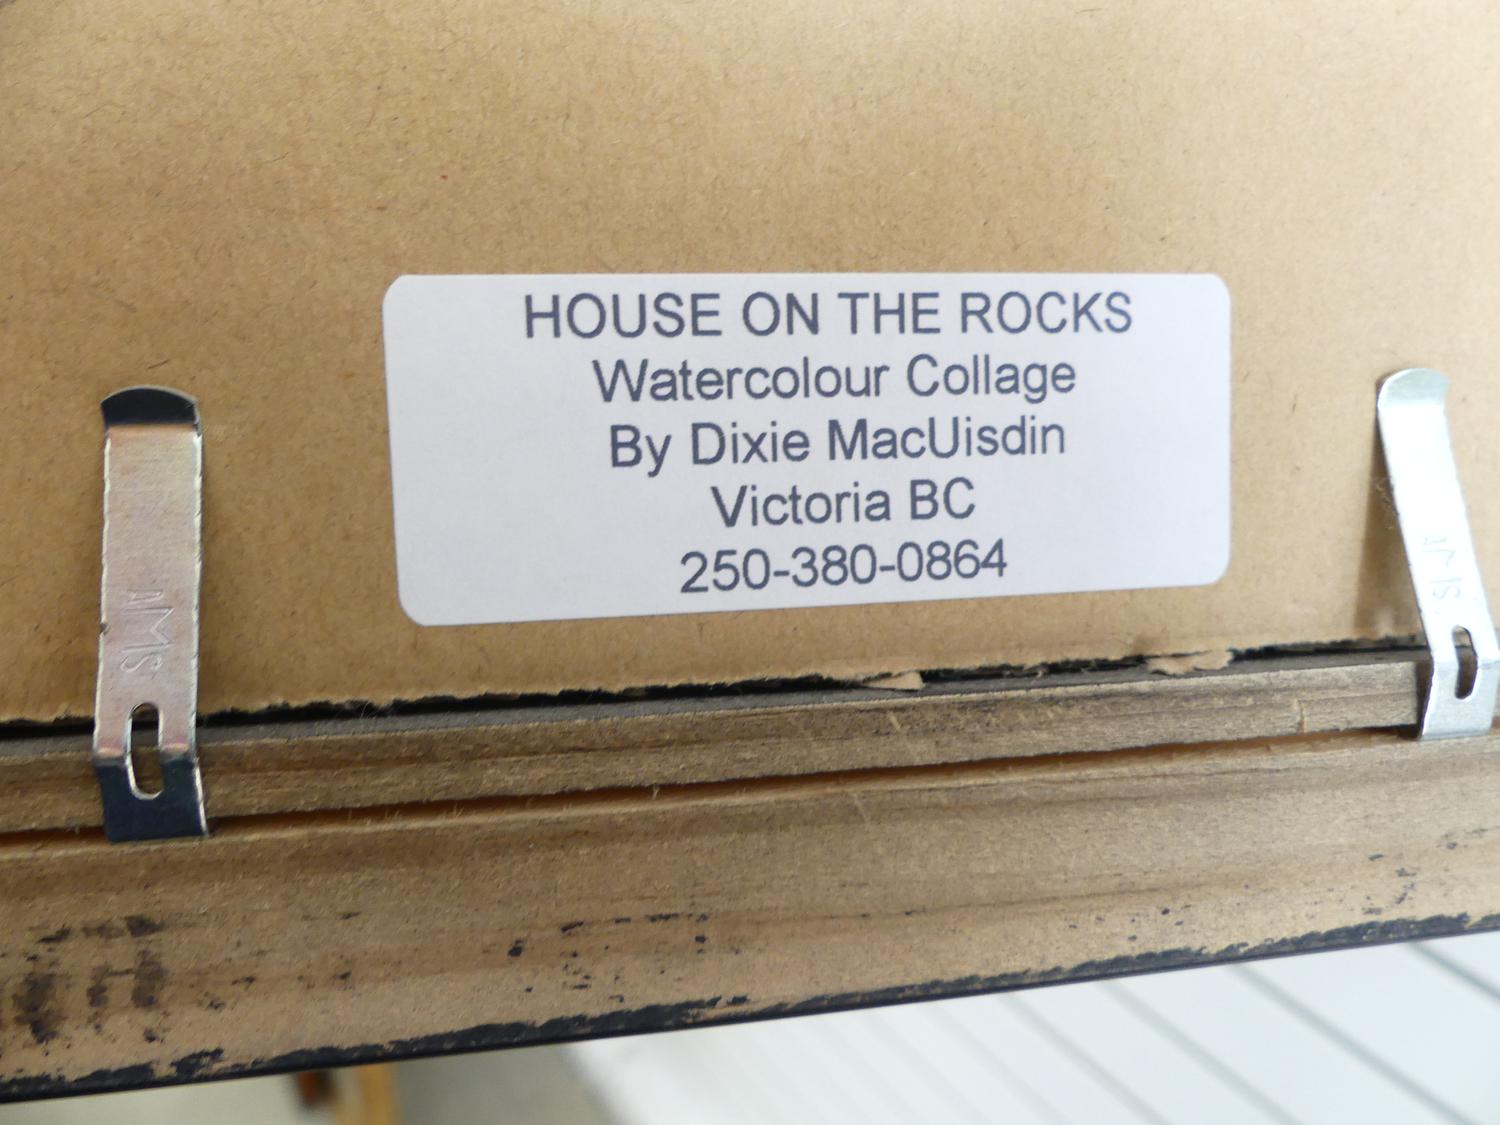 HOUSE ON THE ROCKS
Watercolour Collage
By Dixie MacUisdin
Victoria BC
250-380-0864